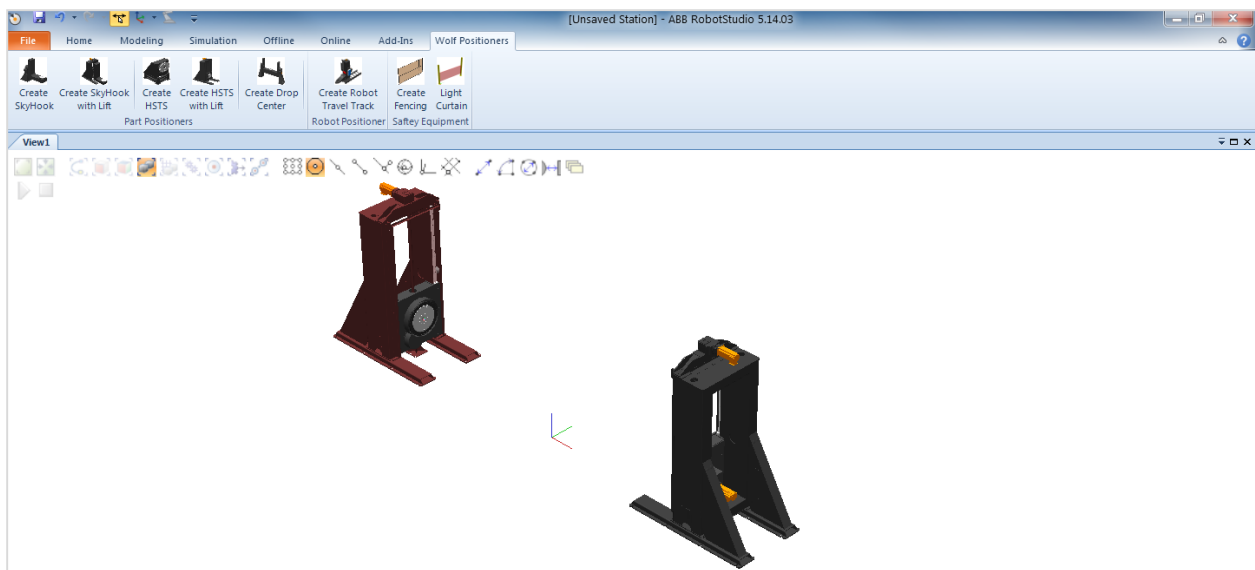 [Unsaved Station] - ABB RobotStudio 5.14.03
File Home Modeling Simulation Offline Online Add-Ins Wolf Positioners
Create Create SkyHook Create Create HSTS Create Drop Create Robot Create Light
SkyHook with Lift HSTS with Lift Center Travel Track Fencing Curtain
Part Positioners Robot Positioner Saftey Equipment
View1